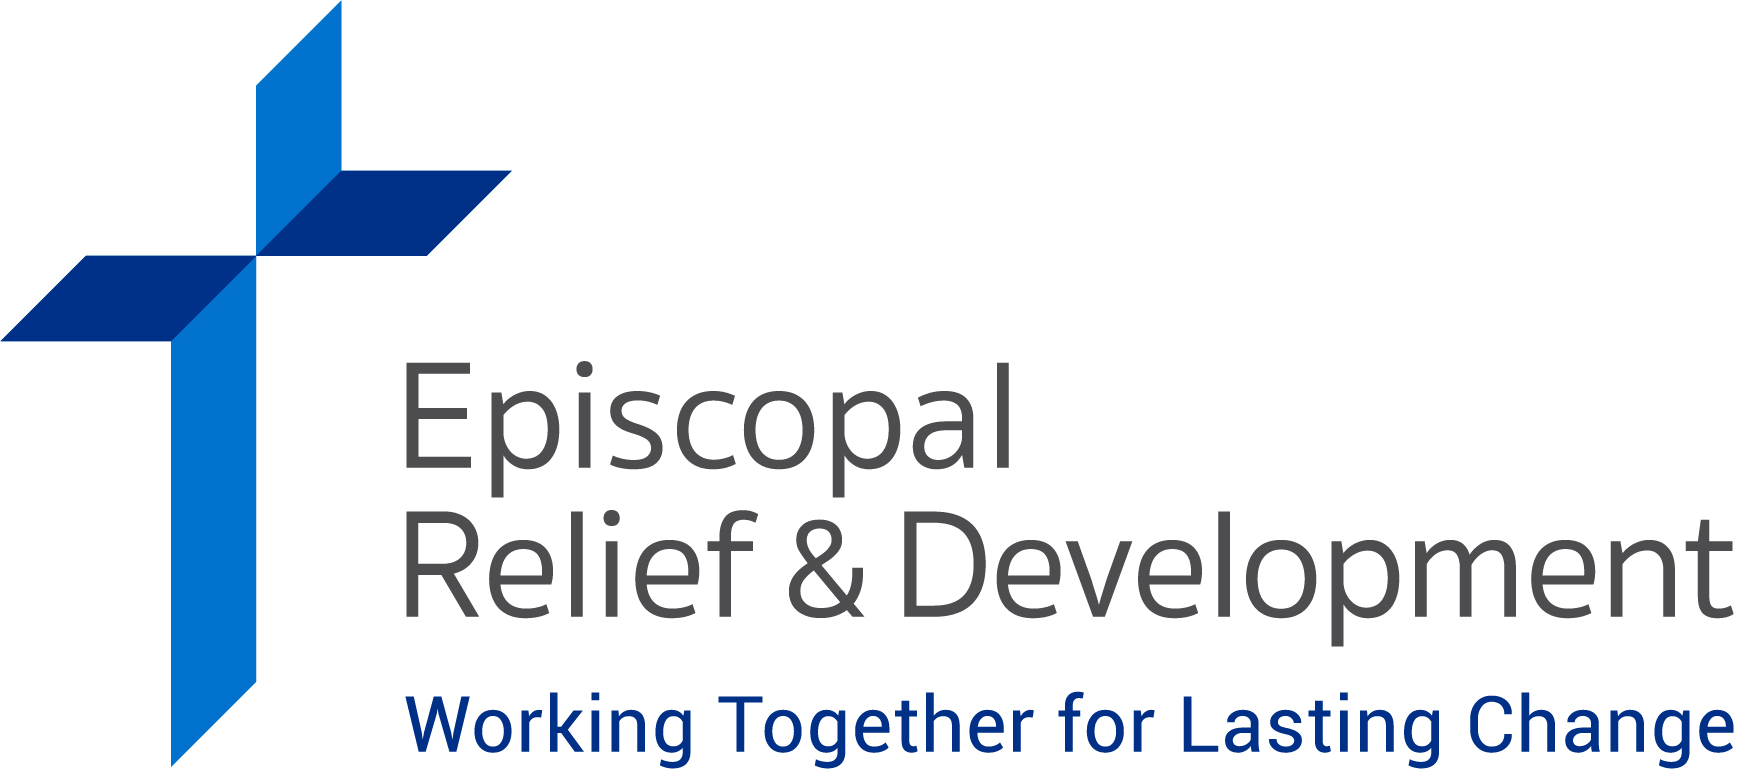 Episcopal
Relief & Development
Working Together for Lasting Change